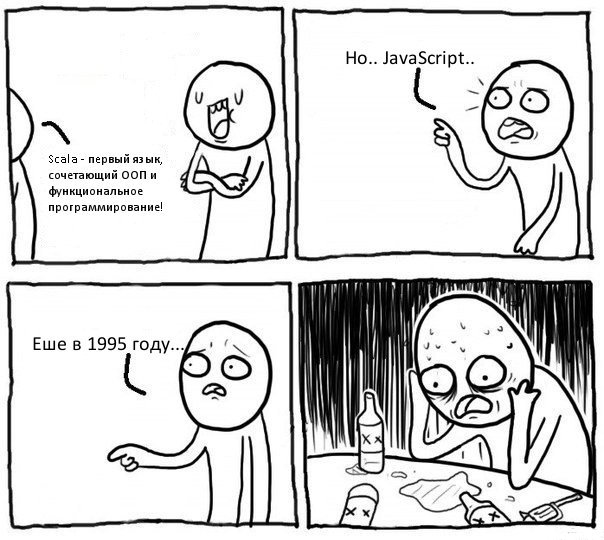 Scala - первый язык,
сочетающий ООП и
функциональное
программирование!
Но.. JavaScript..
Еше в 1995 году...
x x
x x
x x